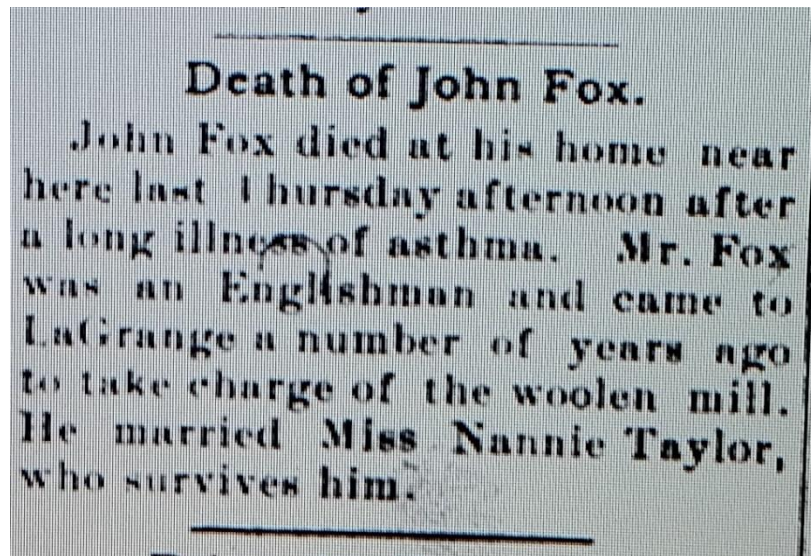 Death of John Fox.
John Fox died at his home near
here last Thursday afternoon after
a long illness of asthma. Mr. Fox
was an Englishman and came to
LaGrange a number of years ago
to take charge of the woolen mill.
He married Miss Nannie Taylor,
who survives him.